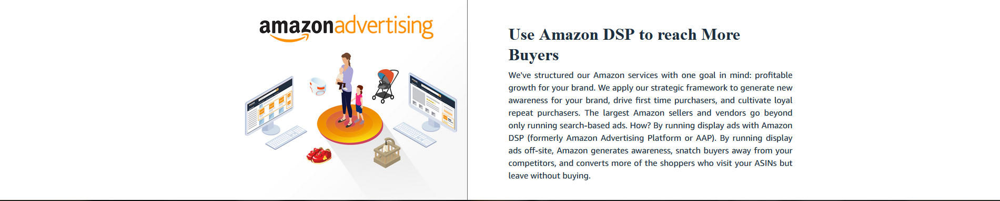 amazonadvertising
Use Amazon DSP to reach More
Buyers
We've structured our Amazon services with one goal in mind: profitable
growth for your brand. We apply our strategic framework to generate new
awareness for your brand, drive first time purchasers, and cultivate loyal
repeat purchasers. The largest Amazon sellers and vendors go beyond
only running search-based ads. How? By running display ads with Amazon
DSP (formerly Amazon Advertising Platform or AAP). By running display
ads off-site, Amazon generates awareness, snatch buyers away from your
competitors, and converts more of the shoppers who visit your ASINs but
leave without buying.